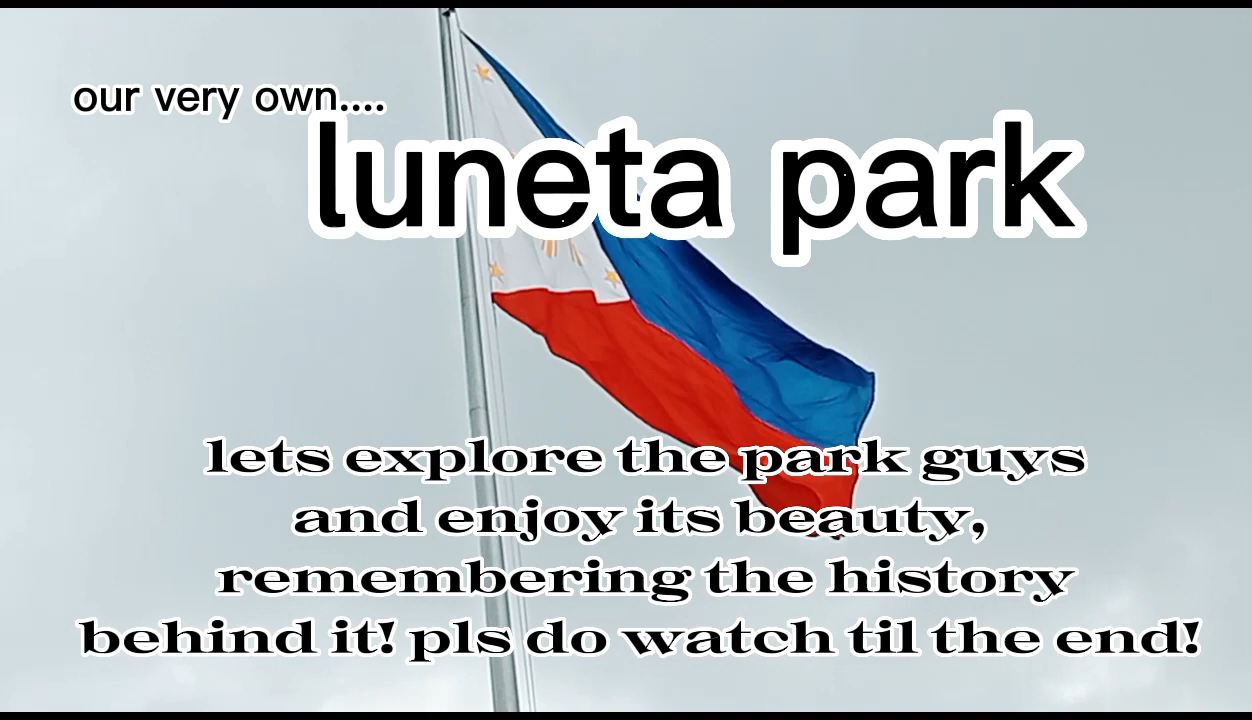 our very own....
luneta park
lets explore the park guys
and enjoy its beauty,
remembering the history
behind it! pls do watch til the end!